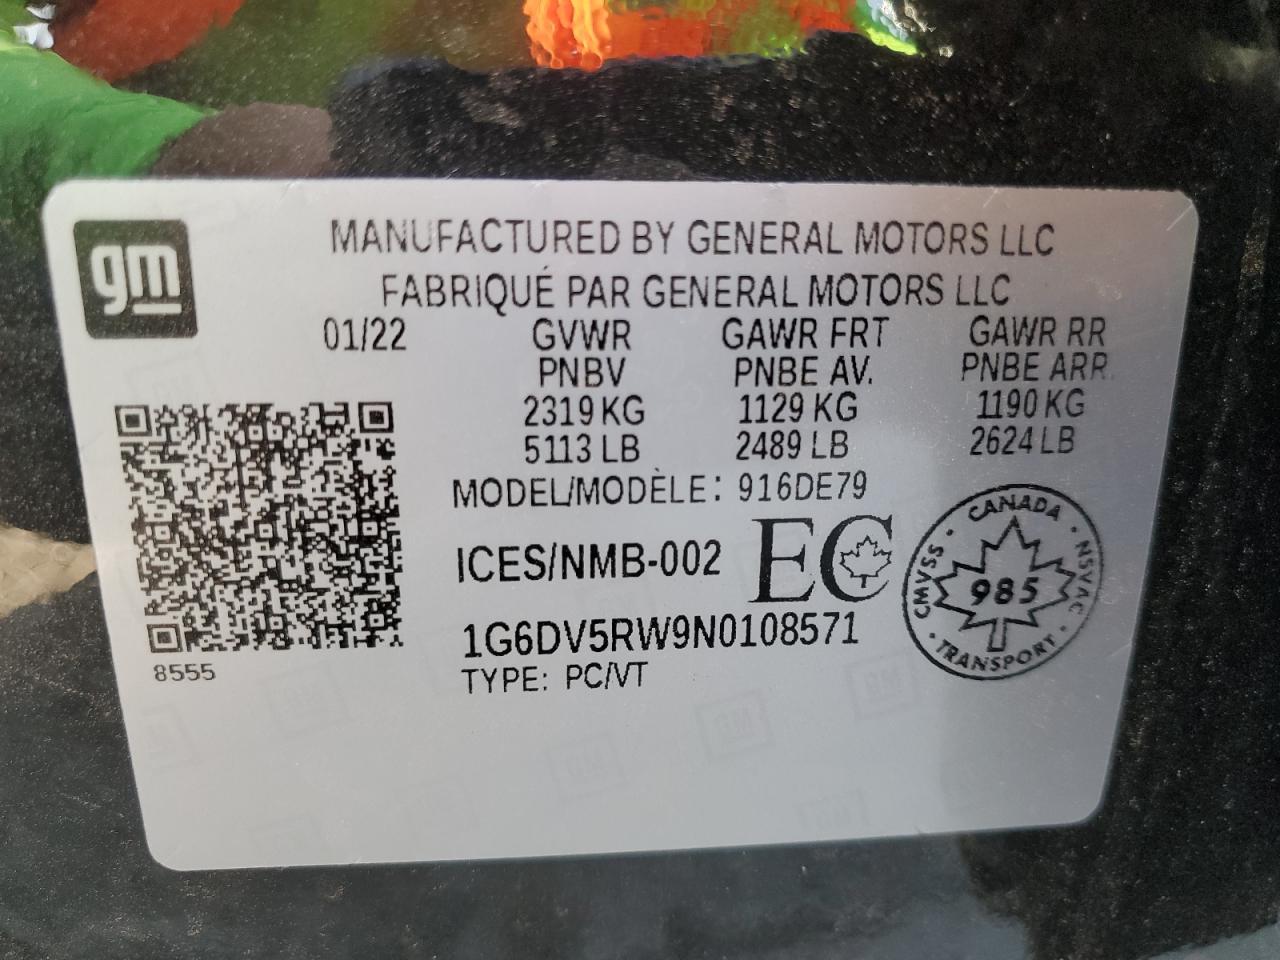 gm
MANUFACTURED BY GENERAL MOTORS LLC
FABRIQUÉ PAR GENERAL MOTORS LLC
01/22 GVWR GAWR FRT GAWR RR
PNBV PNBE AV. PNBE ARR.
2319 KG 1129 KG 1190 KG
5113 LB 2489 LB 2624 LB
MODEL/MODÈLE: 916DE79
ICES/NMB-002 EC
CANADA
CMVSS 985 NSVAC
TRANSPORT
1G6DV5RW9N0108571
TYPE: PC/VT
8555